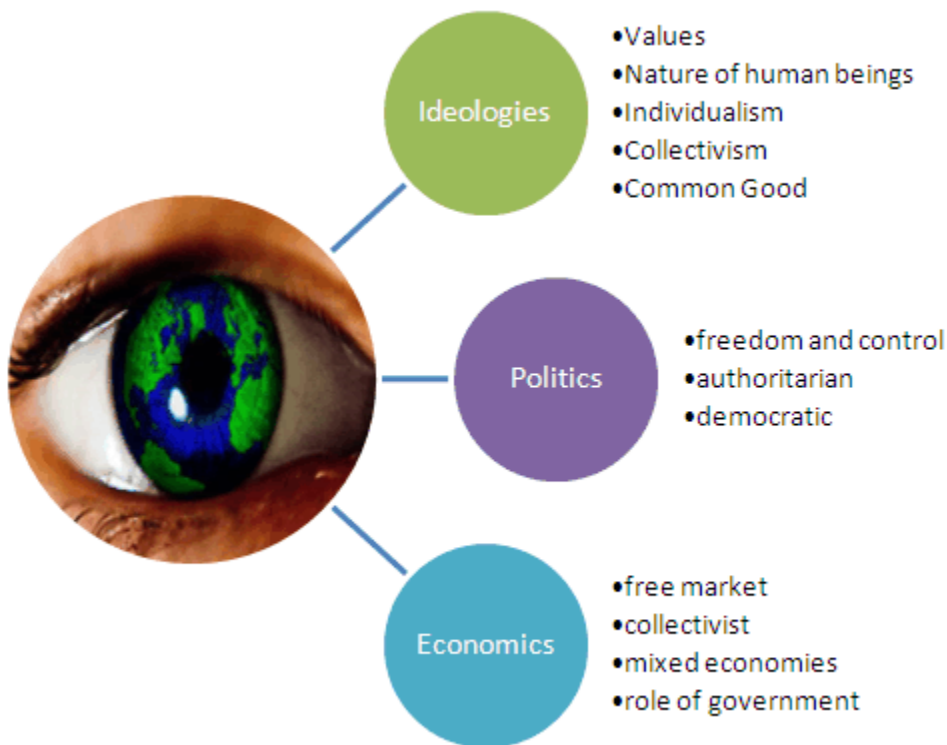 Ideologies
•Values
•Nature of human beings
•Individualism
•Collectivism
•Common Good
Politics
•freedom and control
•authoritarian
•democratic
Economics
•free market
•collectivist
•mixed economies
•role of government